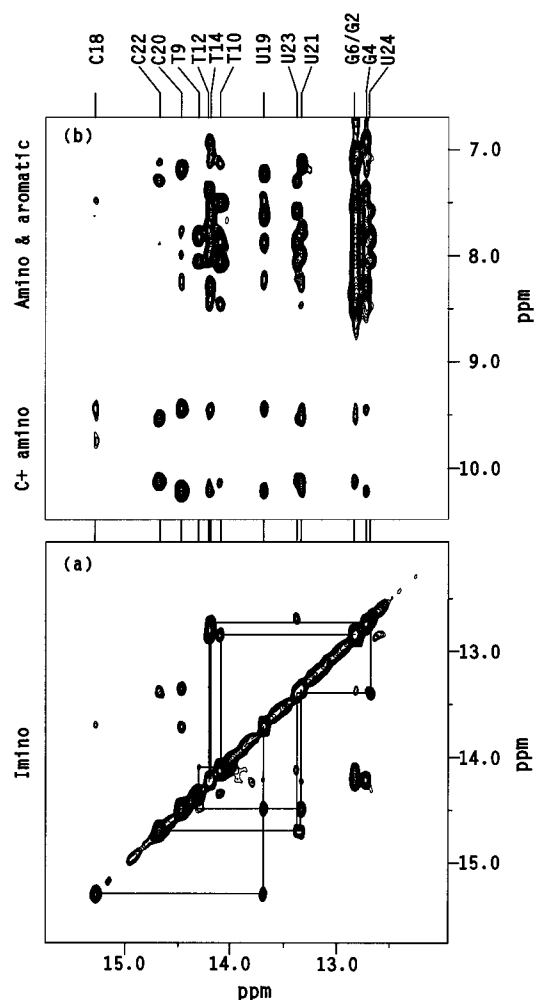 C18
C22
C20
T9
T12
T14
T10
U19
U23
U21
G6/G2
G4
U24
(b)
Amino & aromatic
C+ amino
7.0
8.0
9.0
10.0
ppm
(a)
Imino
13.0
14.0
15.0
ppm
15.0 14.0 13.0
ppm